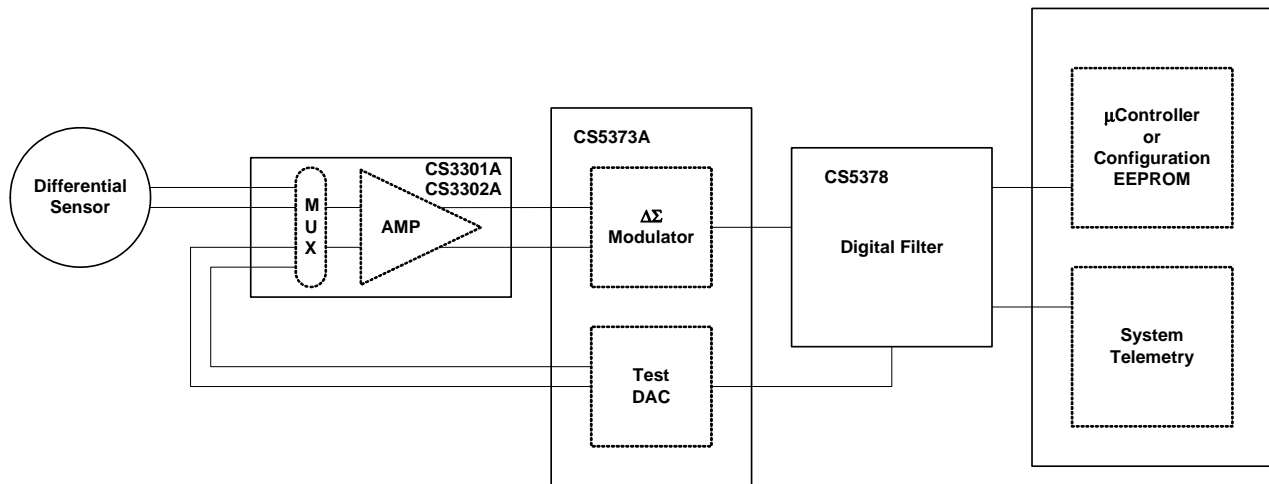 Differential
Sensor
CS3301A
CS3302A
M
U
X
AMP
CS5373A
ΔΣ
Modulator
Test
DAC
CS5378
Digital Filter
μController
or
Configuration
EEPROM
System
Telemetry